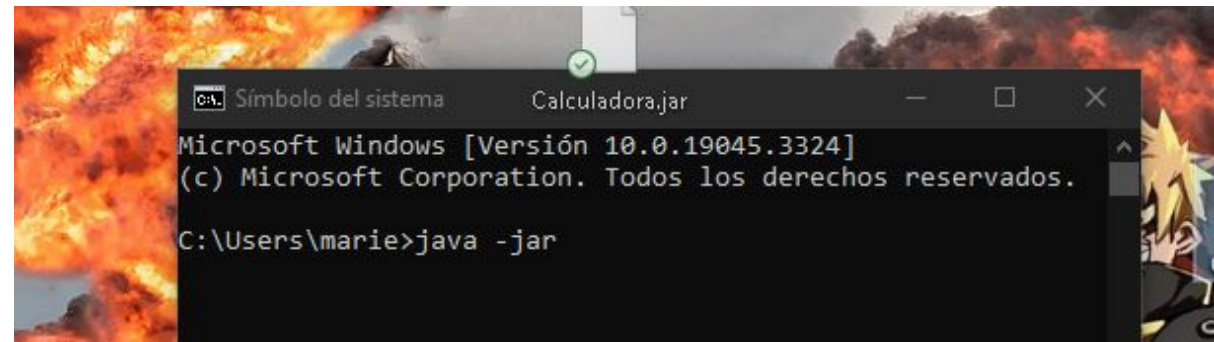 Símbolo del sistema
Calculadora.jar
Microsoft Windows [Versión 10.0.19045.3324]
(c) Microsoft Corporation. Todos los derechos reservados.
C:\Users\marie>java -jar